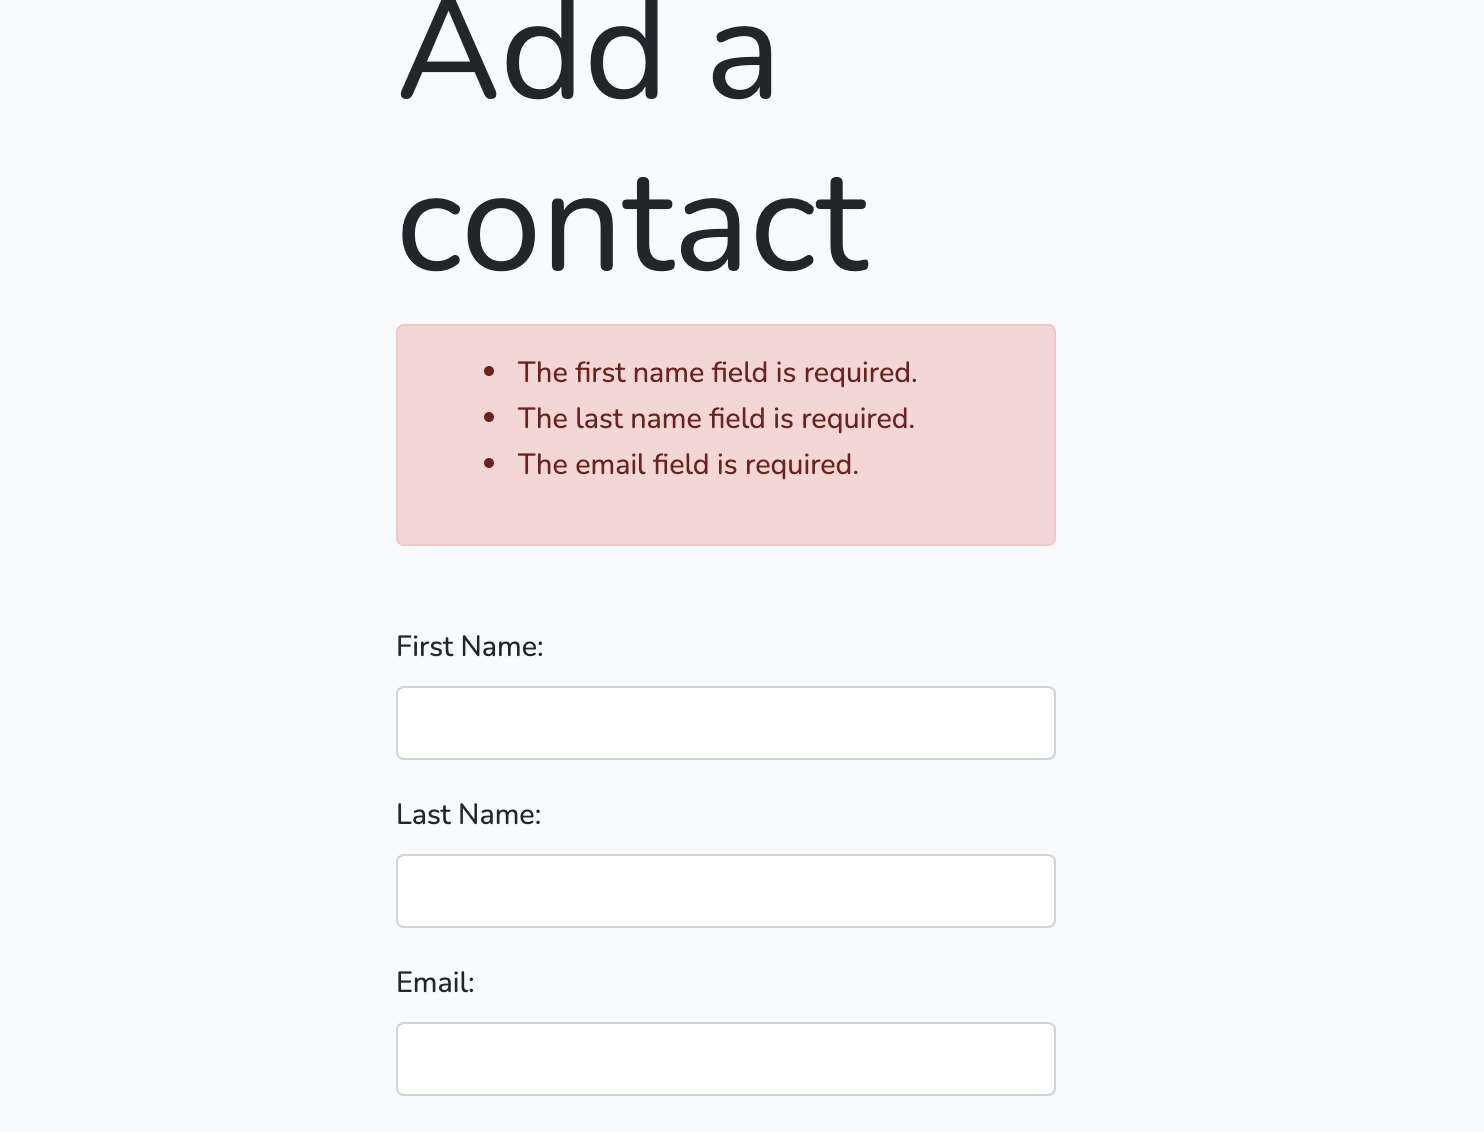 Add a
contact
The first name field is required.
The last name field is required.
The email field is required.
First Name:
Last Name:
Email: